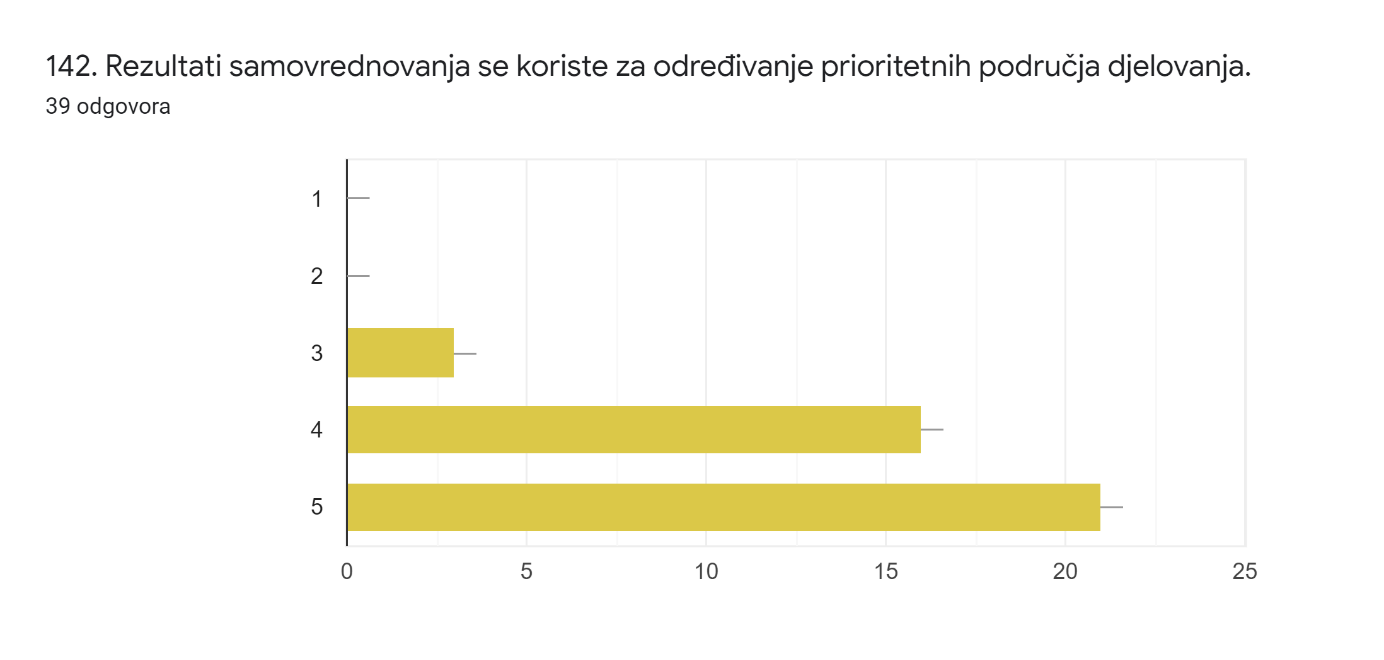 142. Rezultati samovrednovanja se koriste za određivanje prioritetnih područja djelovanja.
39 odgovora
1
2
3
4
5
0 5 10 15 20 25